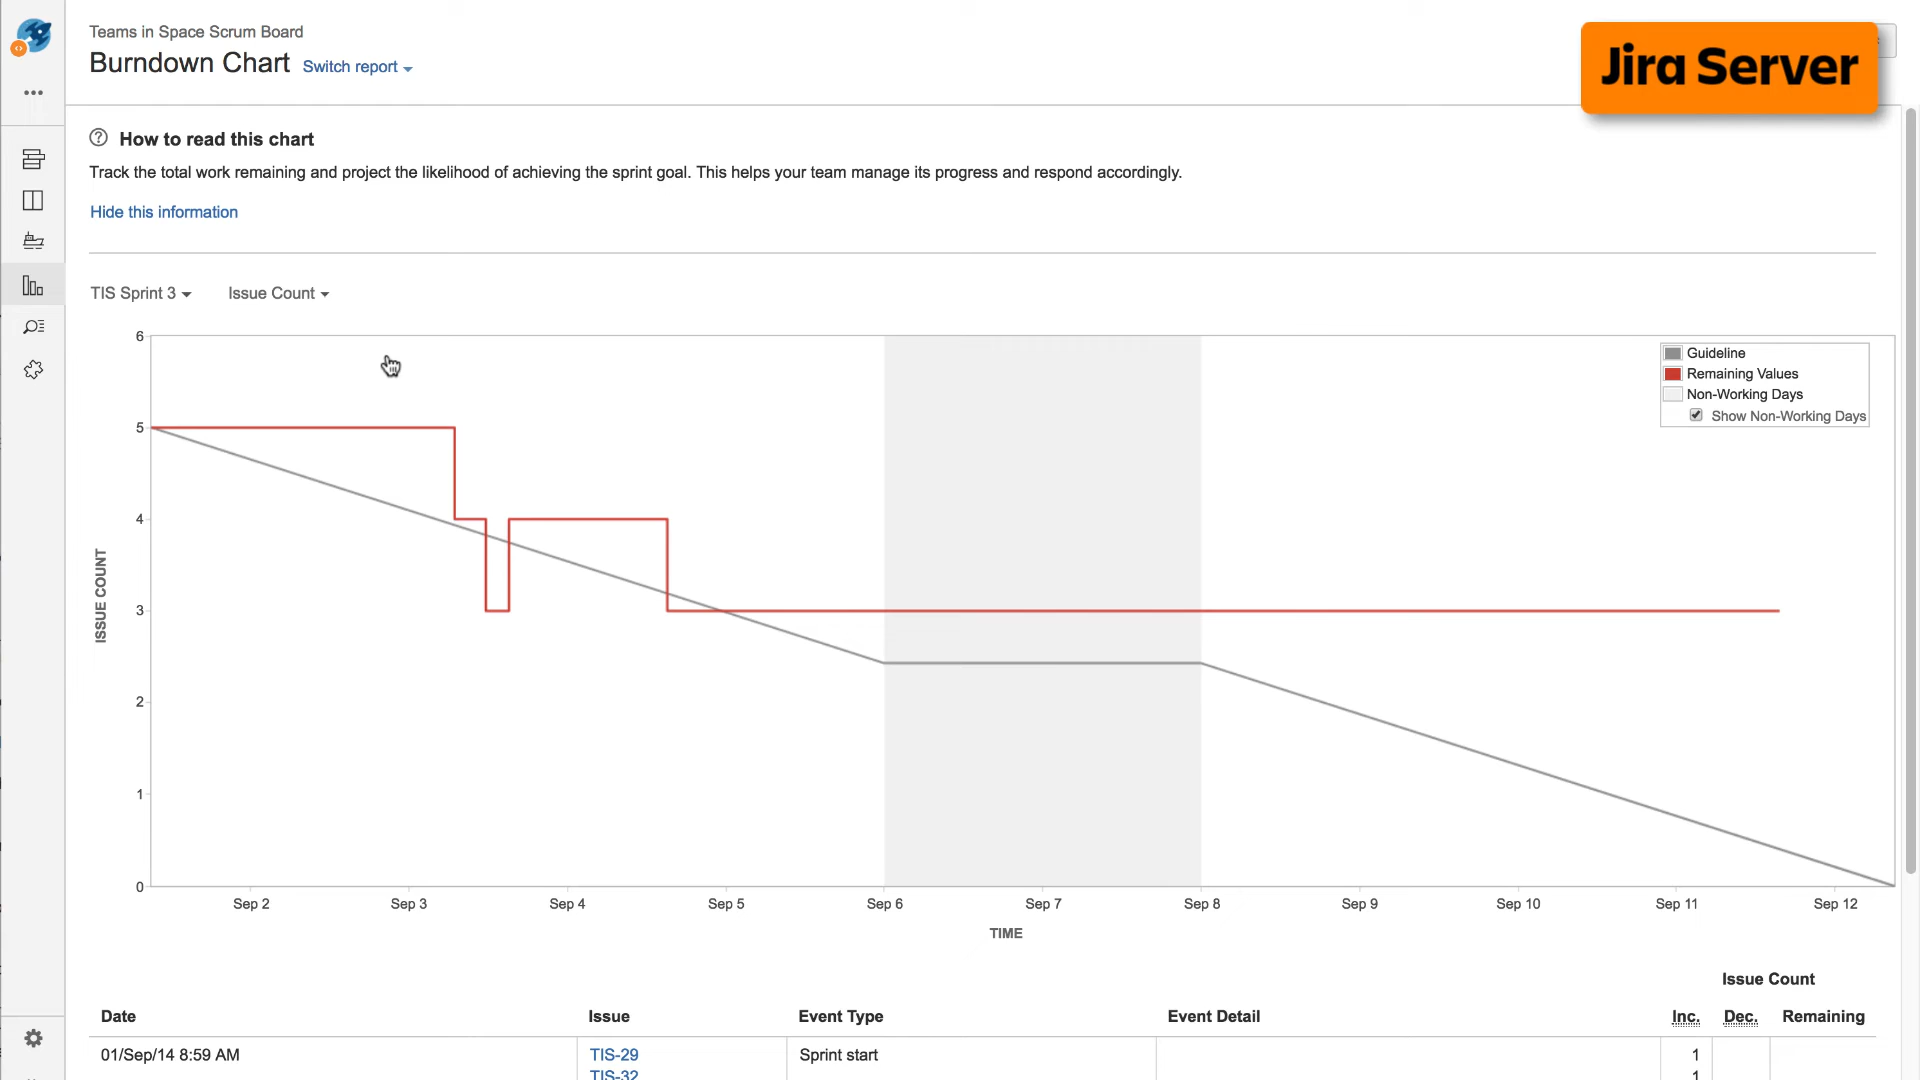 Teams in Space Scrum Board
Burndown Chart Switch report
Jira Server
How to read this chart
Track the total work remaining and project the likelihood of achieving the sprint goal. This helps your team manage its progress and respond accordingly.
Hide this information
TIS Sprint 3 Issue Count
6
5
4
3
2
1
0
ISSUE COUNT
Guideline
Remaining Values
Non-Working Days
Show Non-Working Days
Sep 2 Sep 3 Sep 4 Sep 5 Sep 6 Sep 7 Sep 8 Sep 9 Sep 10 Sep 11 Sep 12
TIME
Issue Count
Date Issue Event Type Event Detail Inc. Dec. Remaining
01/Sep/14 8:59 AM TIS-29 Sprint start 1
TIS-32 1